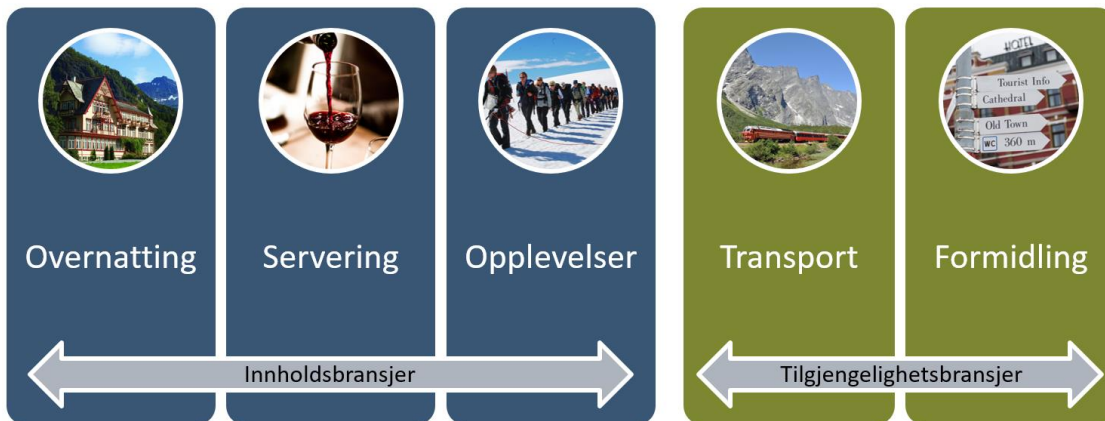 HOTEL
Tourist Info
Cathedral
Old Town
WC 360 m
Overnatting
Servering
Opplevelser
Transport
Formidling
Innholdsbransjer
Tilgjengelighetsbransjer